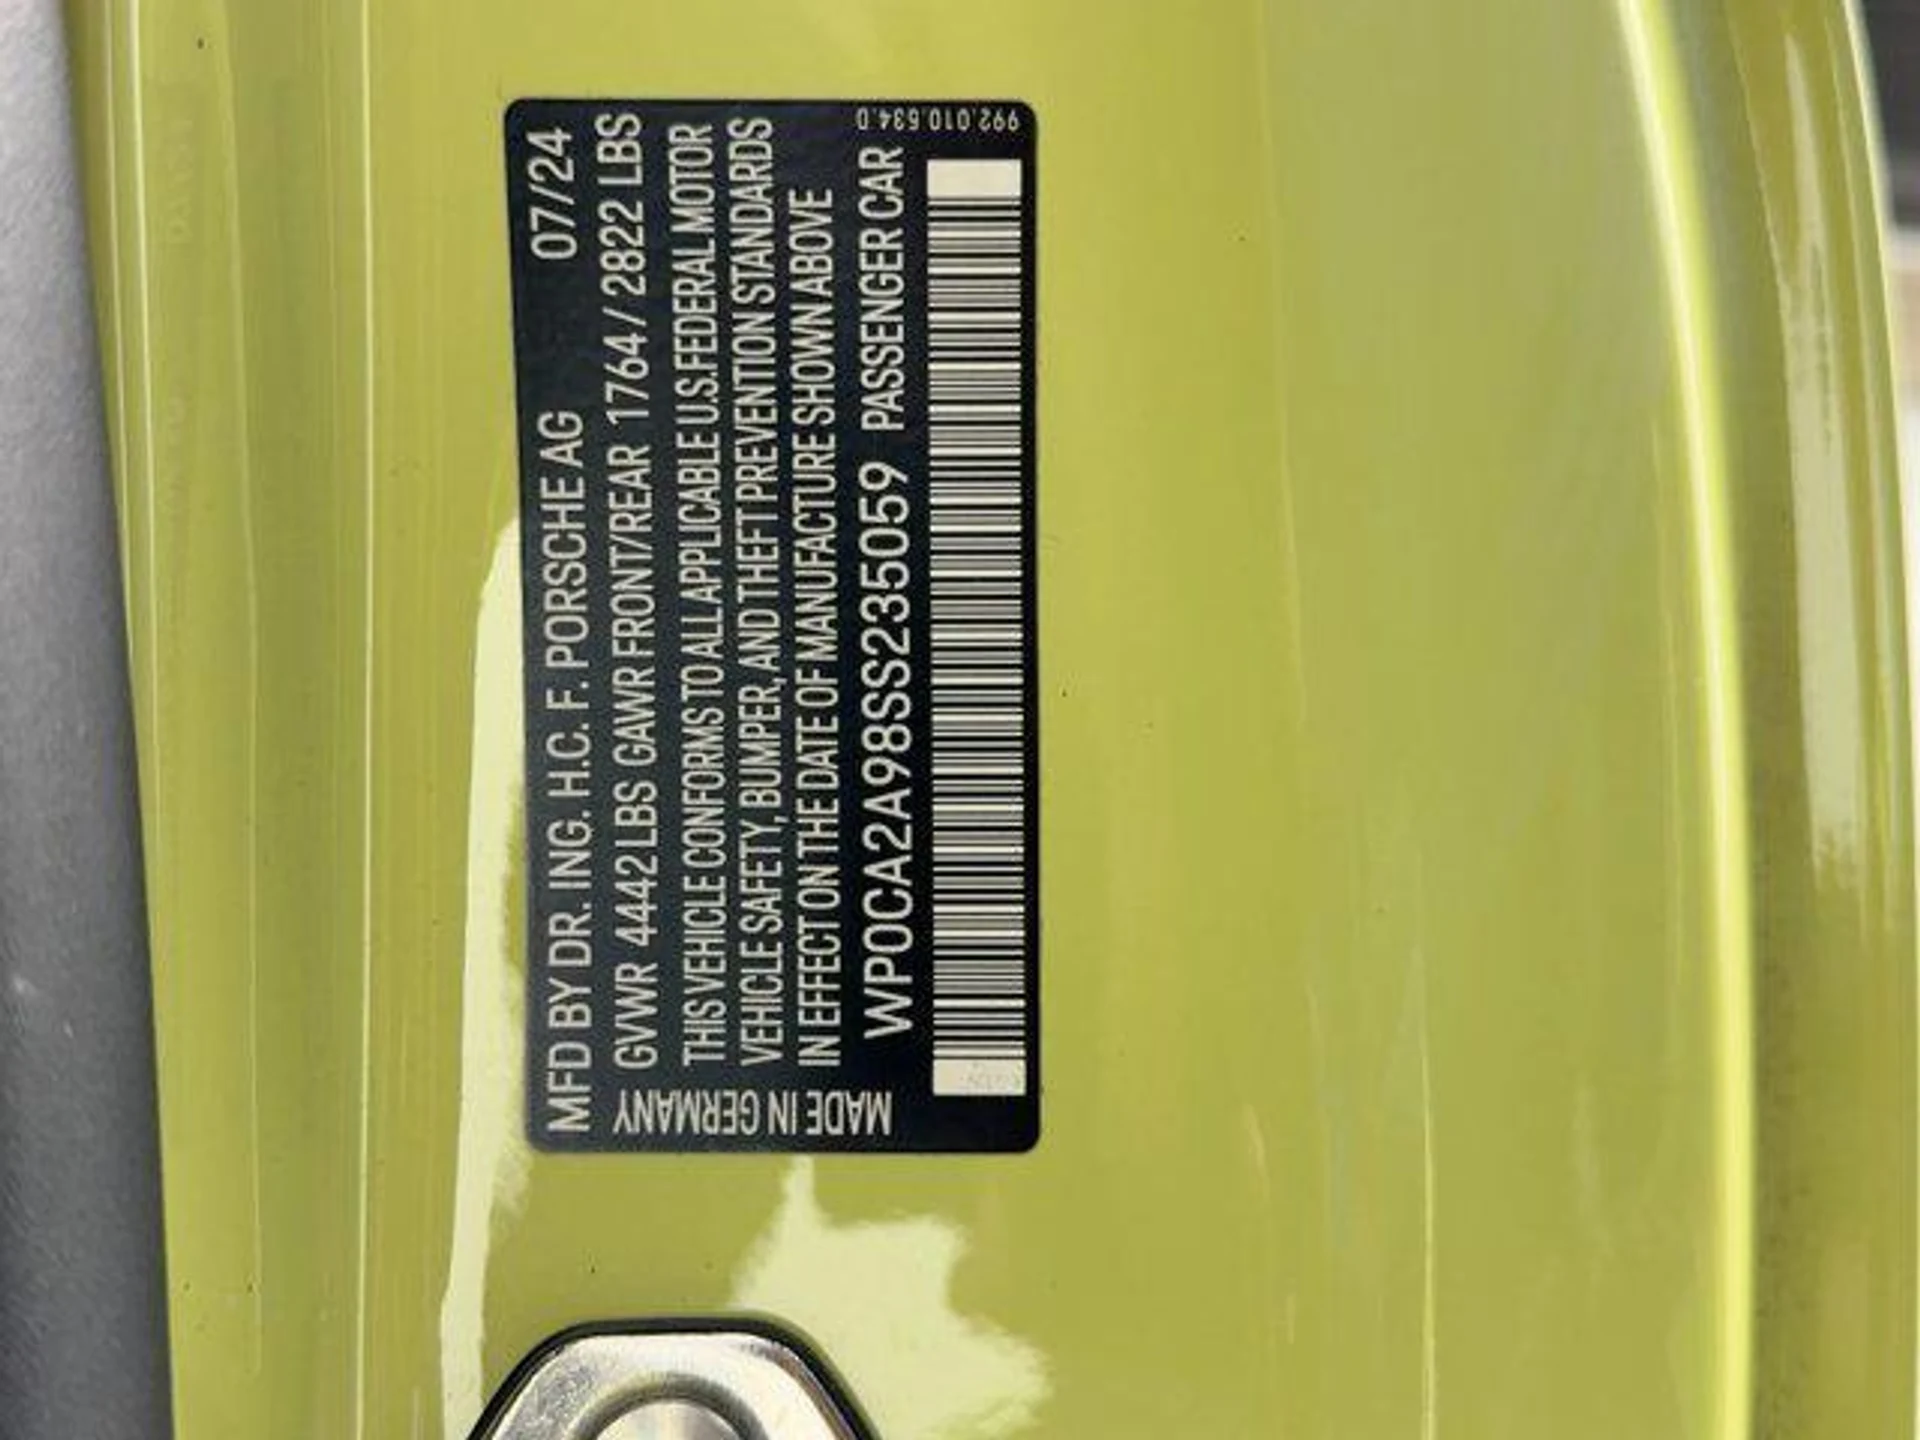 MFD BY DR. ING. H.C. F. PORSCHE AG 07/24
GVWR 4442 LBS GAWR FRONT/REAR 1764 / 2822 LBS
THIS VEHICLE CONFORMS TO ALL APPLICABLE U.S. FEDERAL MOTOR
VEHICLE SAFETY, BUMPER, AND THEFT PREVENTION STANDARDS
IN EFFECT ON THE DATE OF MANUFACTURE SHOWN ABOVE
WP0CA2A98SS235059 PASSENGER CAR
MADE IN GERMANY
992.010.534.D